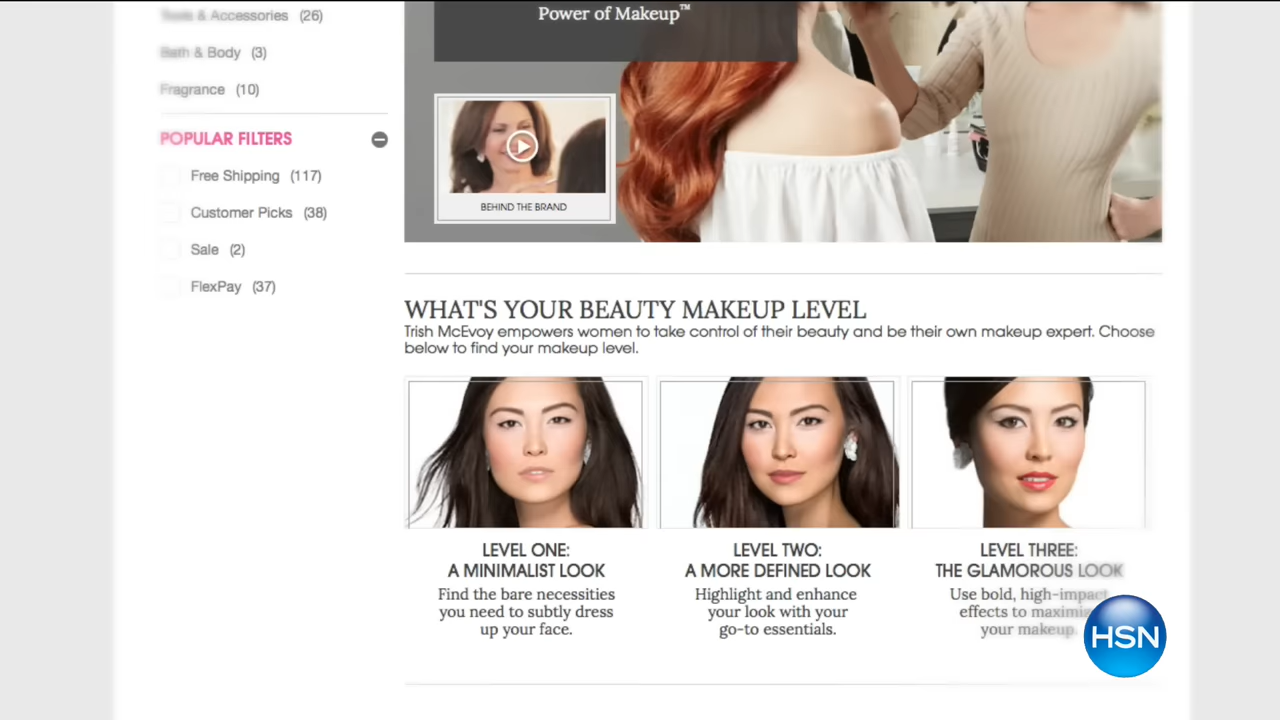 Tools & Accessories (26)
Bath & Body (3)
Fragrance (10)
POPULAR FILTERS
Free Shipping (117)
Customer Picks (38)
Sale (2)
FlexPay (37)
Power of Makeup™
BEHIND THE BRAND
WHAT'S YOUR BEAUTY MAKEUP LEVEL
Trish McEvoy empowers women to take control of their beauty and be their own makeup expert. Choose
below to find your makeup level.
LEVEL ONE:
A MINIMALIST LOOK
Find the bare necessities
you need to subtly dress
up your face.
LEVEL TWO:
A MORE DEFINED LOOK
Highlight and enhance
your look with your
go-to essentials.
LEVEL THREE:
THE GLAMOROUS LOOK
Use bold, high-impact
effects to maximize
your makeup.
HSN